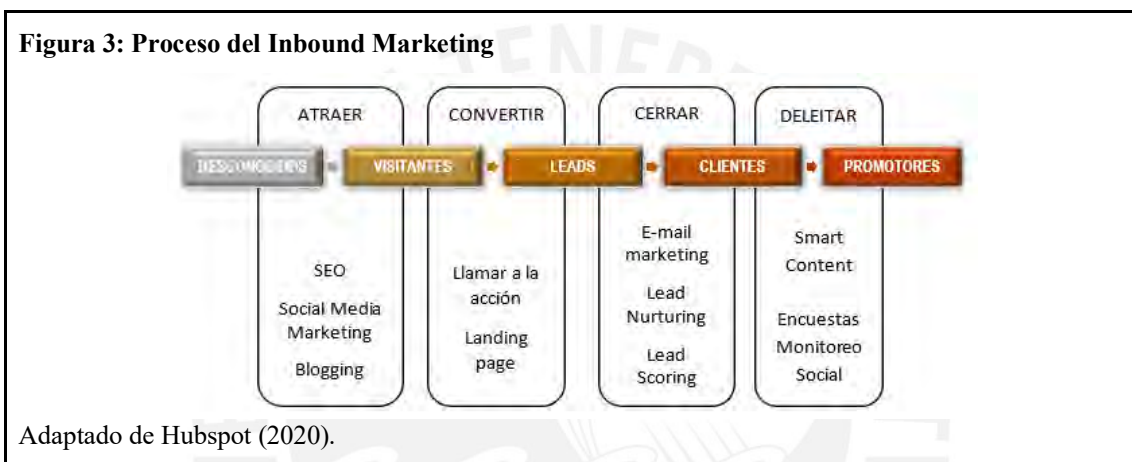 Figura 3: Proceso del Inbound Marketing
ATRAER
CONVERTIR
CERRAR
DELEITAR
DESCONOCIDOS
VISITANTES
LEADS
CLIENTES
PROMOTORES
SEO
Social Media
Marketing
Blogging
Llamar a la
acción
Landing
page
E-mail
marketing
Lead
Nurturing
Lead
Scoring
Smart
Content
Encuestas
Monitoreo
Social
Adaptado de Hubspot (2020).